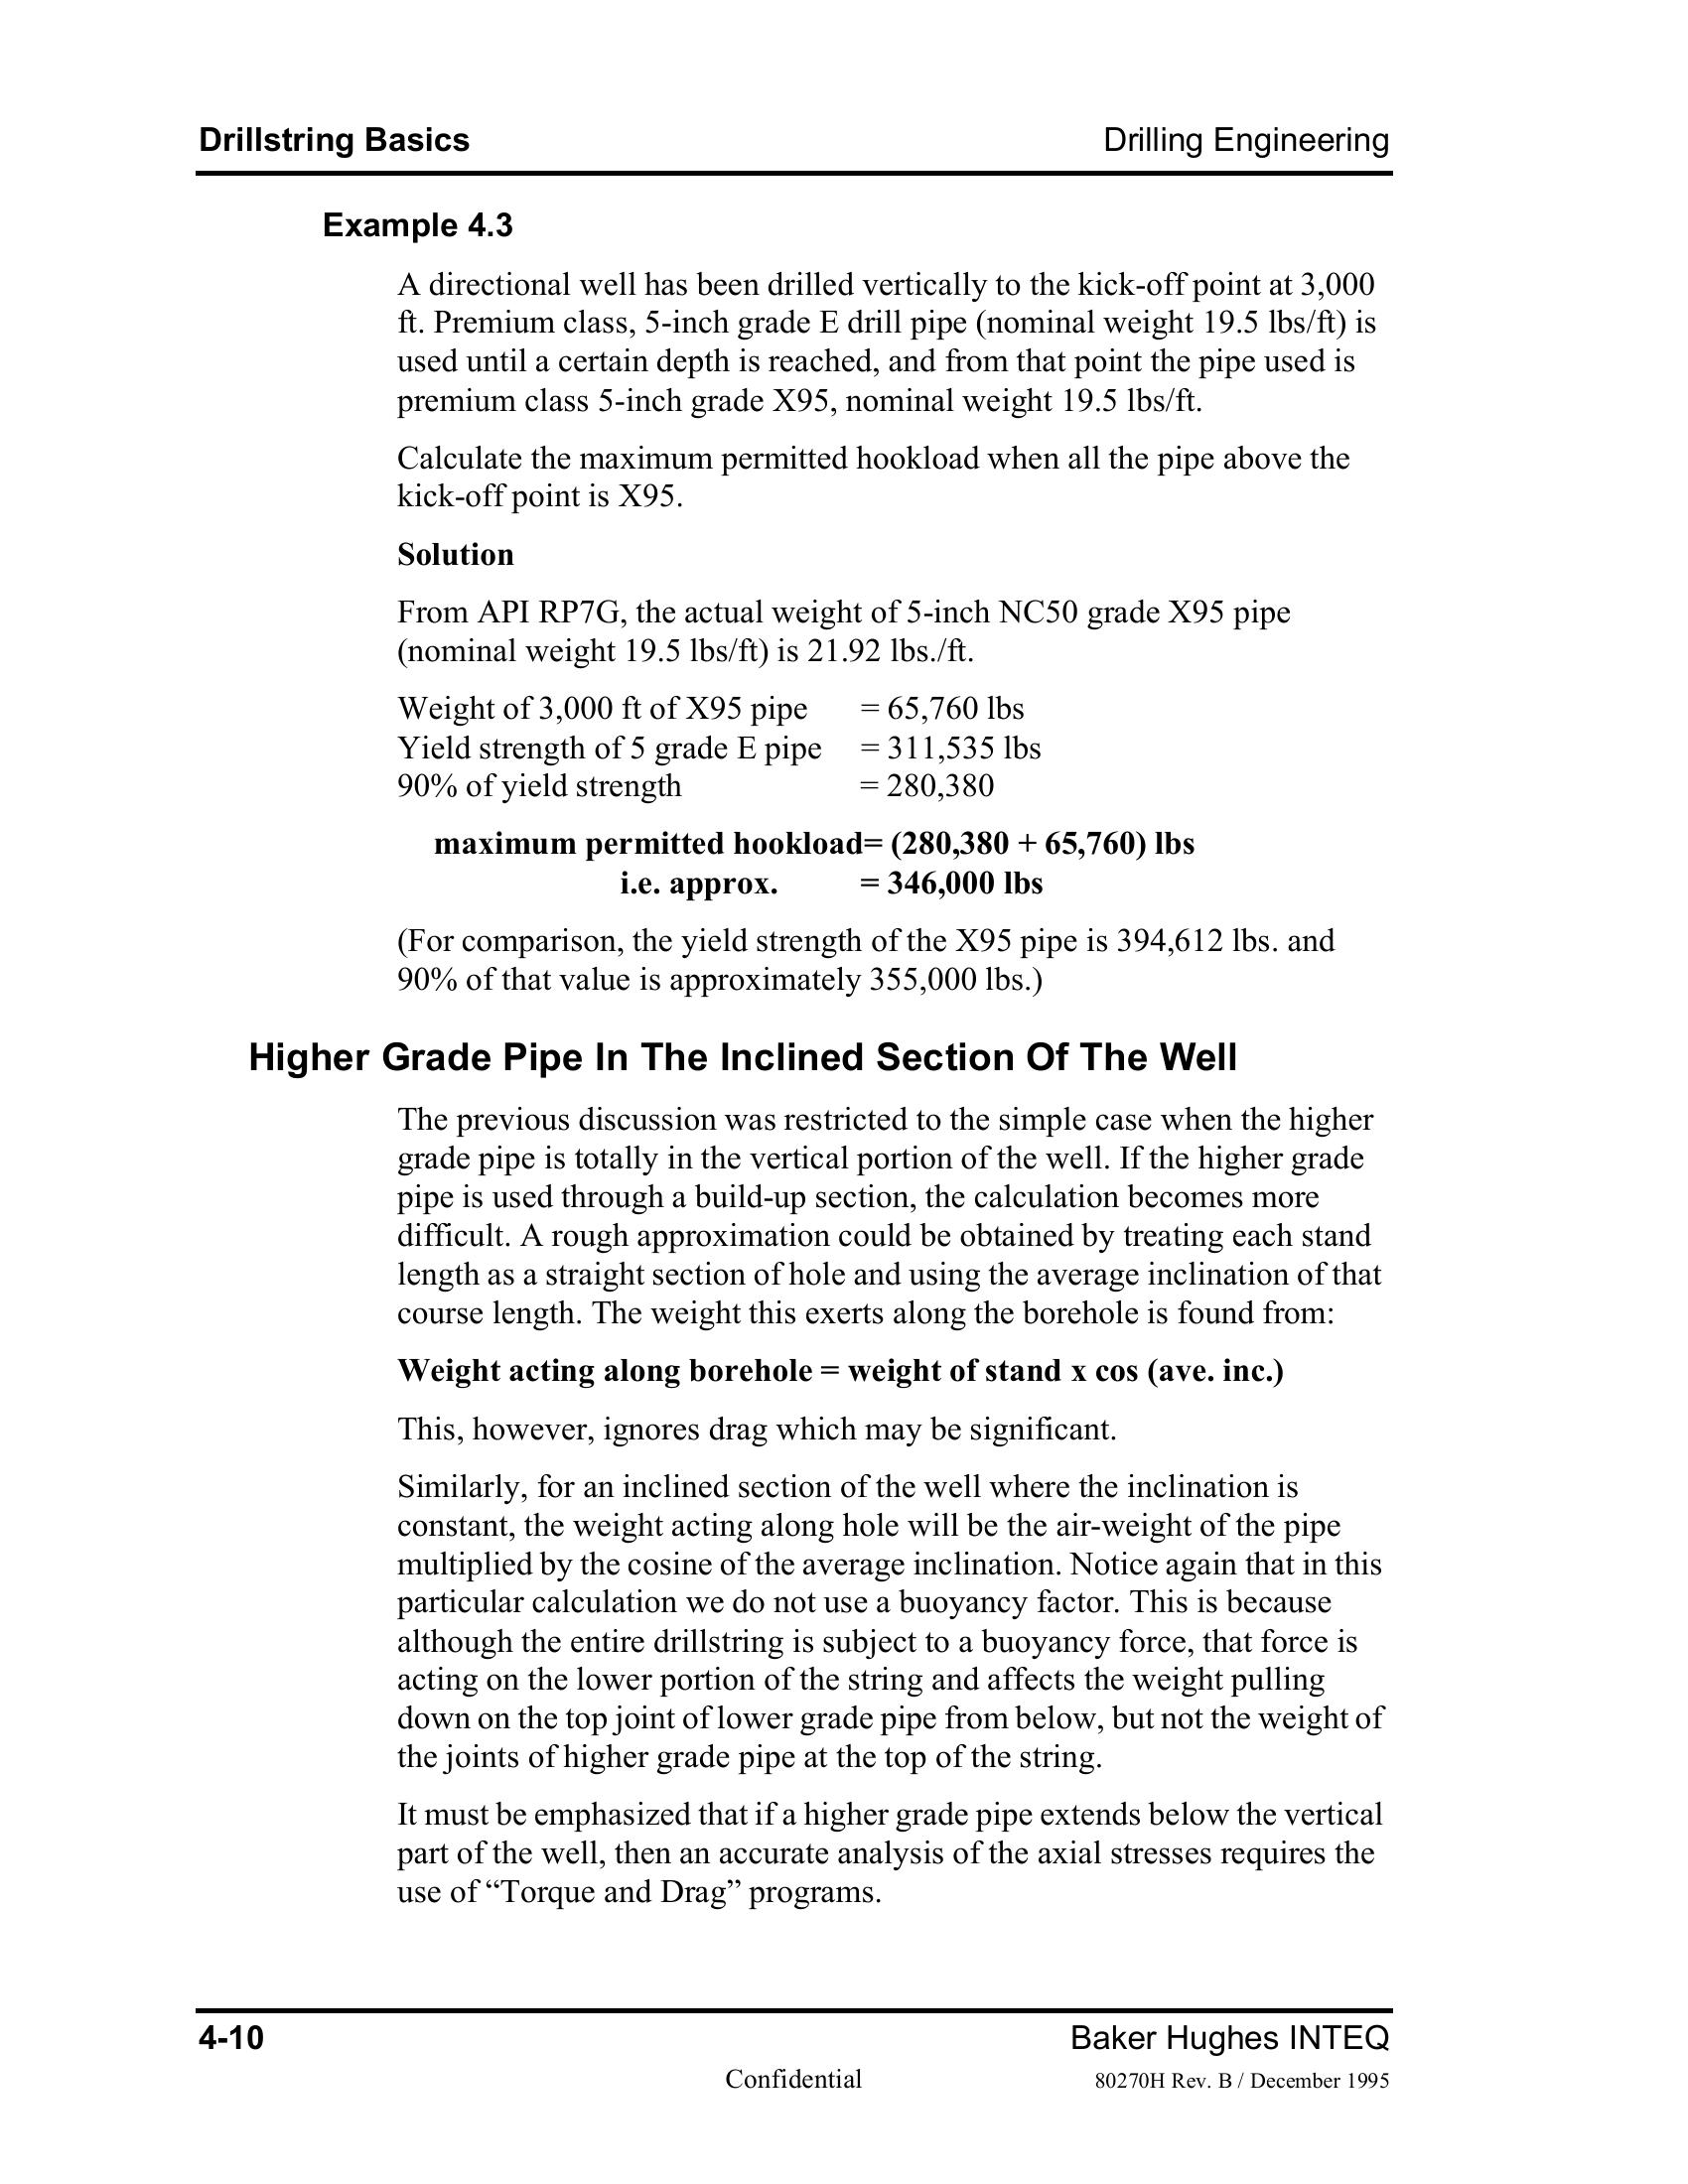 Drillstring Basics Drilling Engineering
Example 4.3
A directional well has been drilled vertically to the kick-off point at 3,000
ft. Premium class, 5-inch grade E drill pipe (nominal weight 19.5 lbs/ft) is
used until a certain depth is reached, and from that point the pipe used is
premium class 5-inch grade X95, nominal weight 19.5 lbs/ft.
Calculate the maximum permitted hookload when all the pipe above the
kick-off point is X95.
Solution
From API RP7G, the actual weight of 5-inch NC50 grade X95 pipe
(nominal weight 19.5 lbs/ft) is 21.92 lbs./ft.
Weight of 3,000 ft of X95 pipe = 65,760 lbs
Yield strength of 5 grade E pipe = 311,535 lbs
90% of yield strength = 280,380
maximum permitted hookload= (280,380 + 65,760) lbs
i.e. approx. = 346,000 lbs
(For comparison, the yield strength of the X95 pipe is 394,612 lbs. and
90% of that value is approximately 355,000 lbs.)
Higher Grade Pipe In The Inclined Section Of The Well
The previous discussion was restricted to the simple case when the higher
grade pipe is totally in the vertical portion of the well. If the higher grade
pipe is used through a build-up section, the calculation becomes more
difficult. A rough approximation could be obtained by treating each stand
length as a straight section of hole and using the average inclination of that
course length. The weight this exerts along the borehole is found from:
Weight acting along borehole = weight of stand x cos (ave. inc.)
This, however, ignores drag which may be significant.
Similarly, for an inclined section of the well where the inclination is
constant, the weight acting along hole will be the air-weight of the pipe
multiplied by the cosine of the average inclination. Notice again that in this
particular calculation we do not use a buoyancy factor. This is because
although the entire drillstring is subject to a buoyancy force, that force is
acting on the lower portion of the string and affects the weight pulling
down on the top joint of lower grade pipe from below, but not the weight of
the joints of higher grade pipe at the top of the string.
It must be emphasized that if a higher grade pipe extends below the vertical
part of the well, then an accurate analysis of the axial stresses requires the
use of “Torque and Drag” programs.
4-10 Baker Hughes INTEQ
Confidential 80270H Rev. B / December 1995